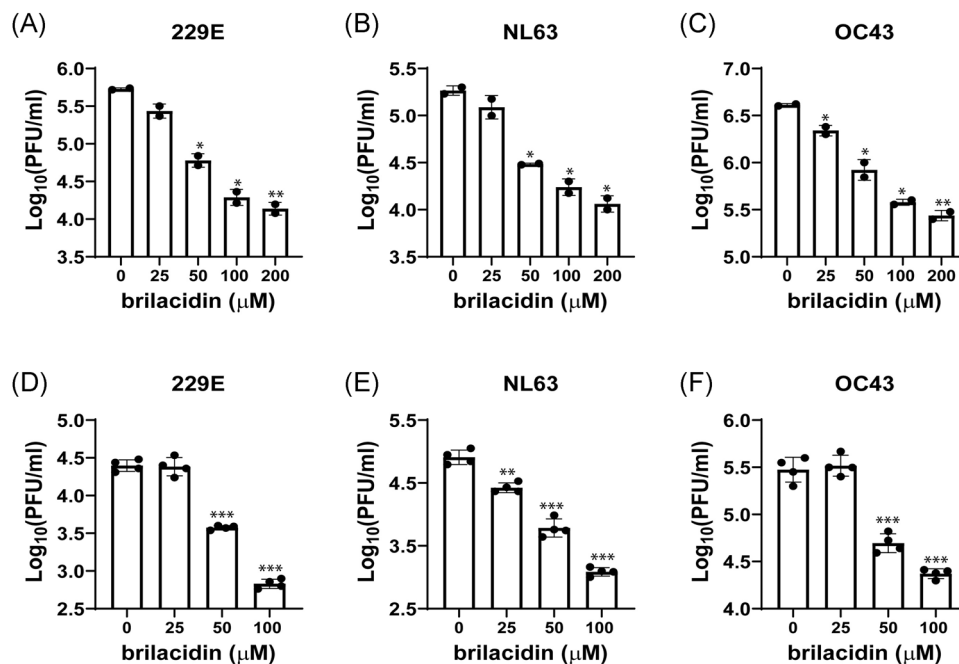 (A)
229E
Log10(PFU/ml)
6.0
5.5
5.0
4.5
4.0
3.5
*
*
**
0 25 50 100 200
brilacidin (μM)
(B)
NL63
Log10(PFU/ml)
5.5
5.0
4.5
4.0
3.5
*
*
*
0 25 50 100 200
brilacidin (μM)
(C)
OC43
Log10(PFU/ml)
7.0
6.5
6.0
5.5
5.0
*
*
*
**
0 25 50 100 200
brilacidin (μM)
(D)
229E
Log10(PFU/ml)
5.0
4.5
4.0
3.5
3.0
2.5
***
***
0 25 50 100
brilacidin (μM)
(E)
NL63
Log10(PFU/ml)
5.5
4.5
3.5
2.5
**
***
***
0 25 50 100
brilacidin (μM)
(F)
OC43
Log10(PFU/ml)
6.0
5.5
5.0
4.5
4.0
***
***
0 25 50 100
brilacidin (μM)